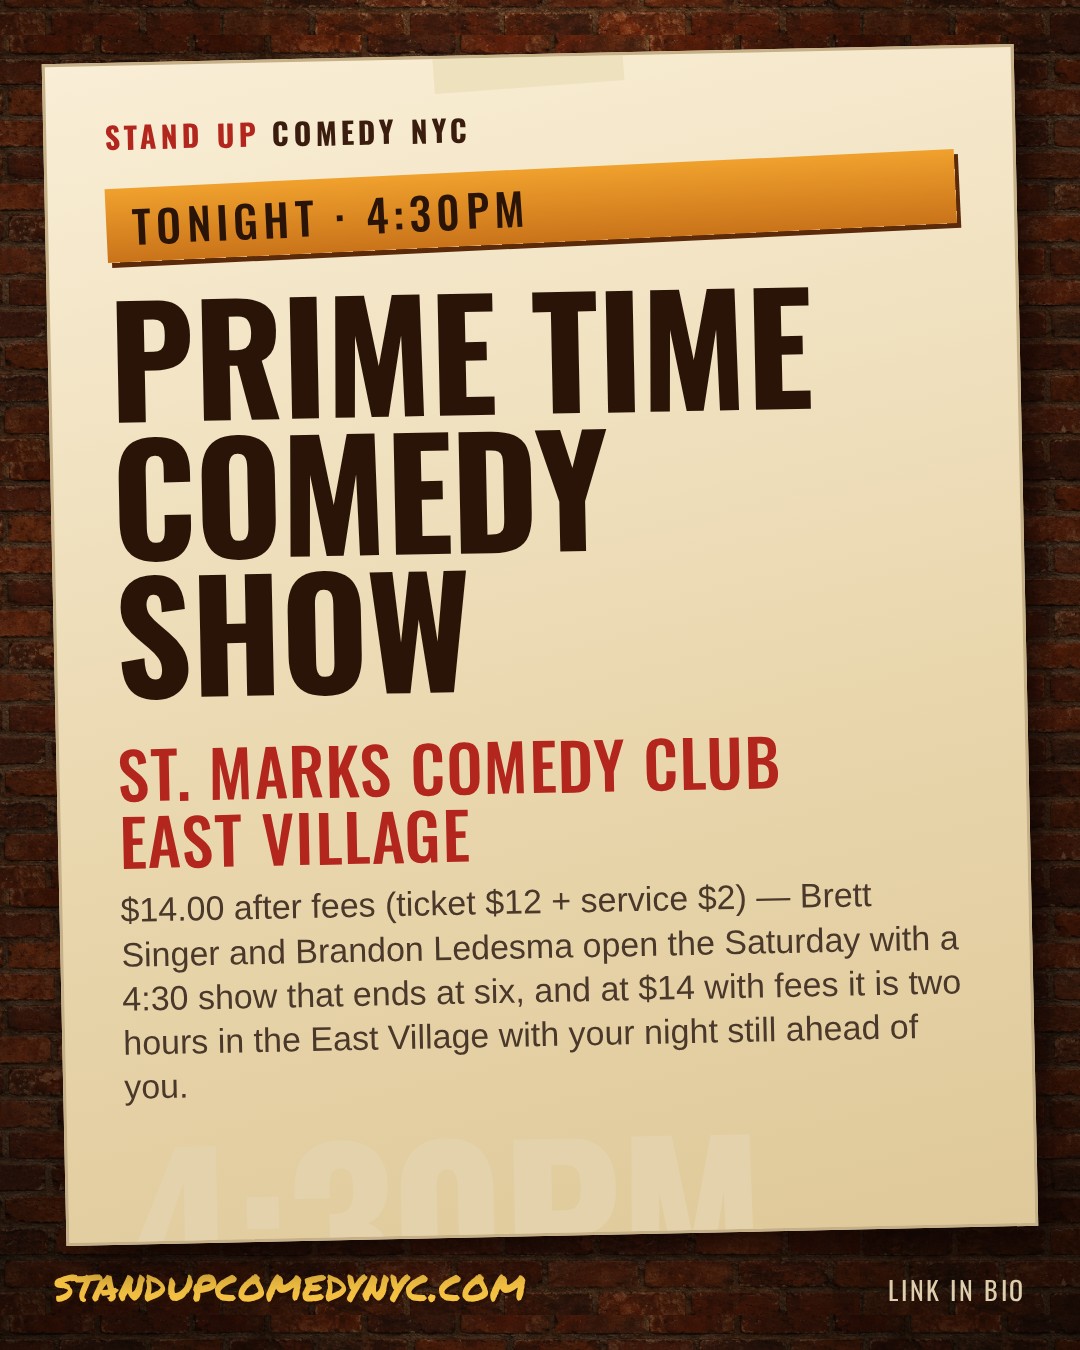 STAND UP COMEDY NYC
TONIGHT · 4:30PM
PRIME TIME
COMEDY
SHOW
ST. MARKS COMEDY CLUB
EAST VILLAGE
$14.00 after fees (ticket $12 + service $2) — Brett
Singer and Brandon Ledesma open the Saturday with a
4:30 show that ends at six, and at $14 with fees it is two
hours in the East Village with your night still ahead of
you.
4:30PM
STANDUPCOMEDYNYC.COM
LINK IN BIO